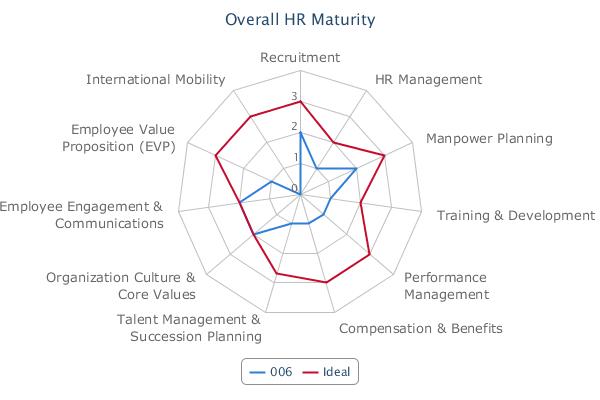 Overall HR Maturity
Recruitment
International Mobility
HR Management
3
Employee Value
Proposition (EVP)
2
Manpower Planning
1
0
Employee Engagement &
Communications
Training & Development
Organization Culture &
Core Values
Performance
Management
Talent Management &
Succession Planning
Compensation & Benefits
006
Ideal